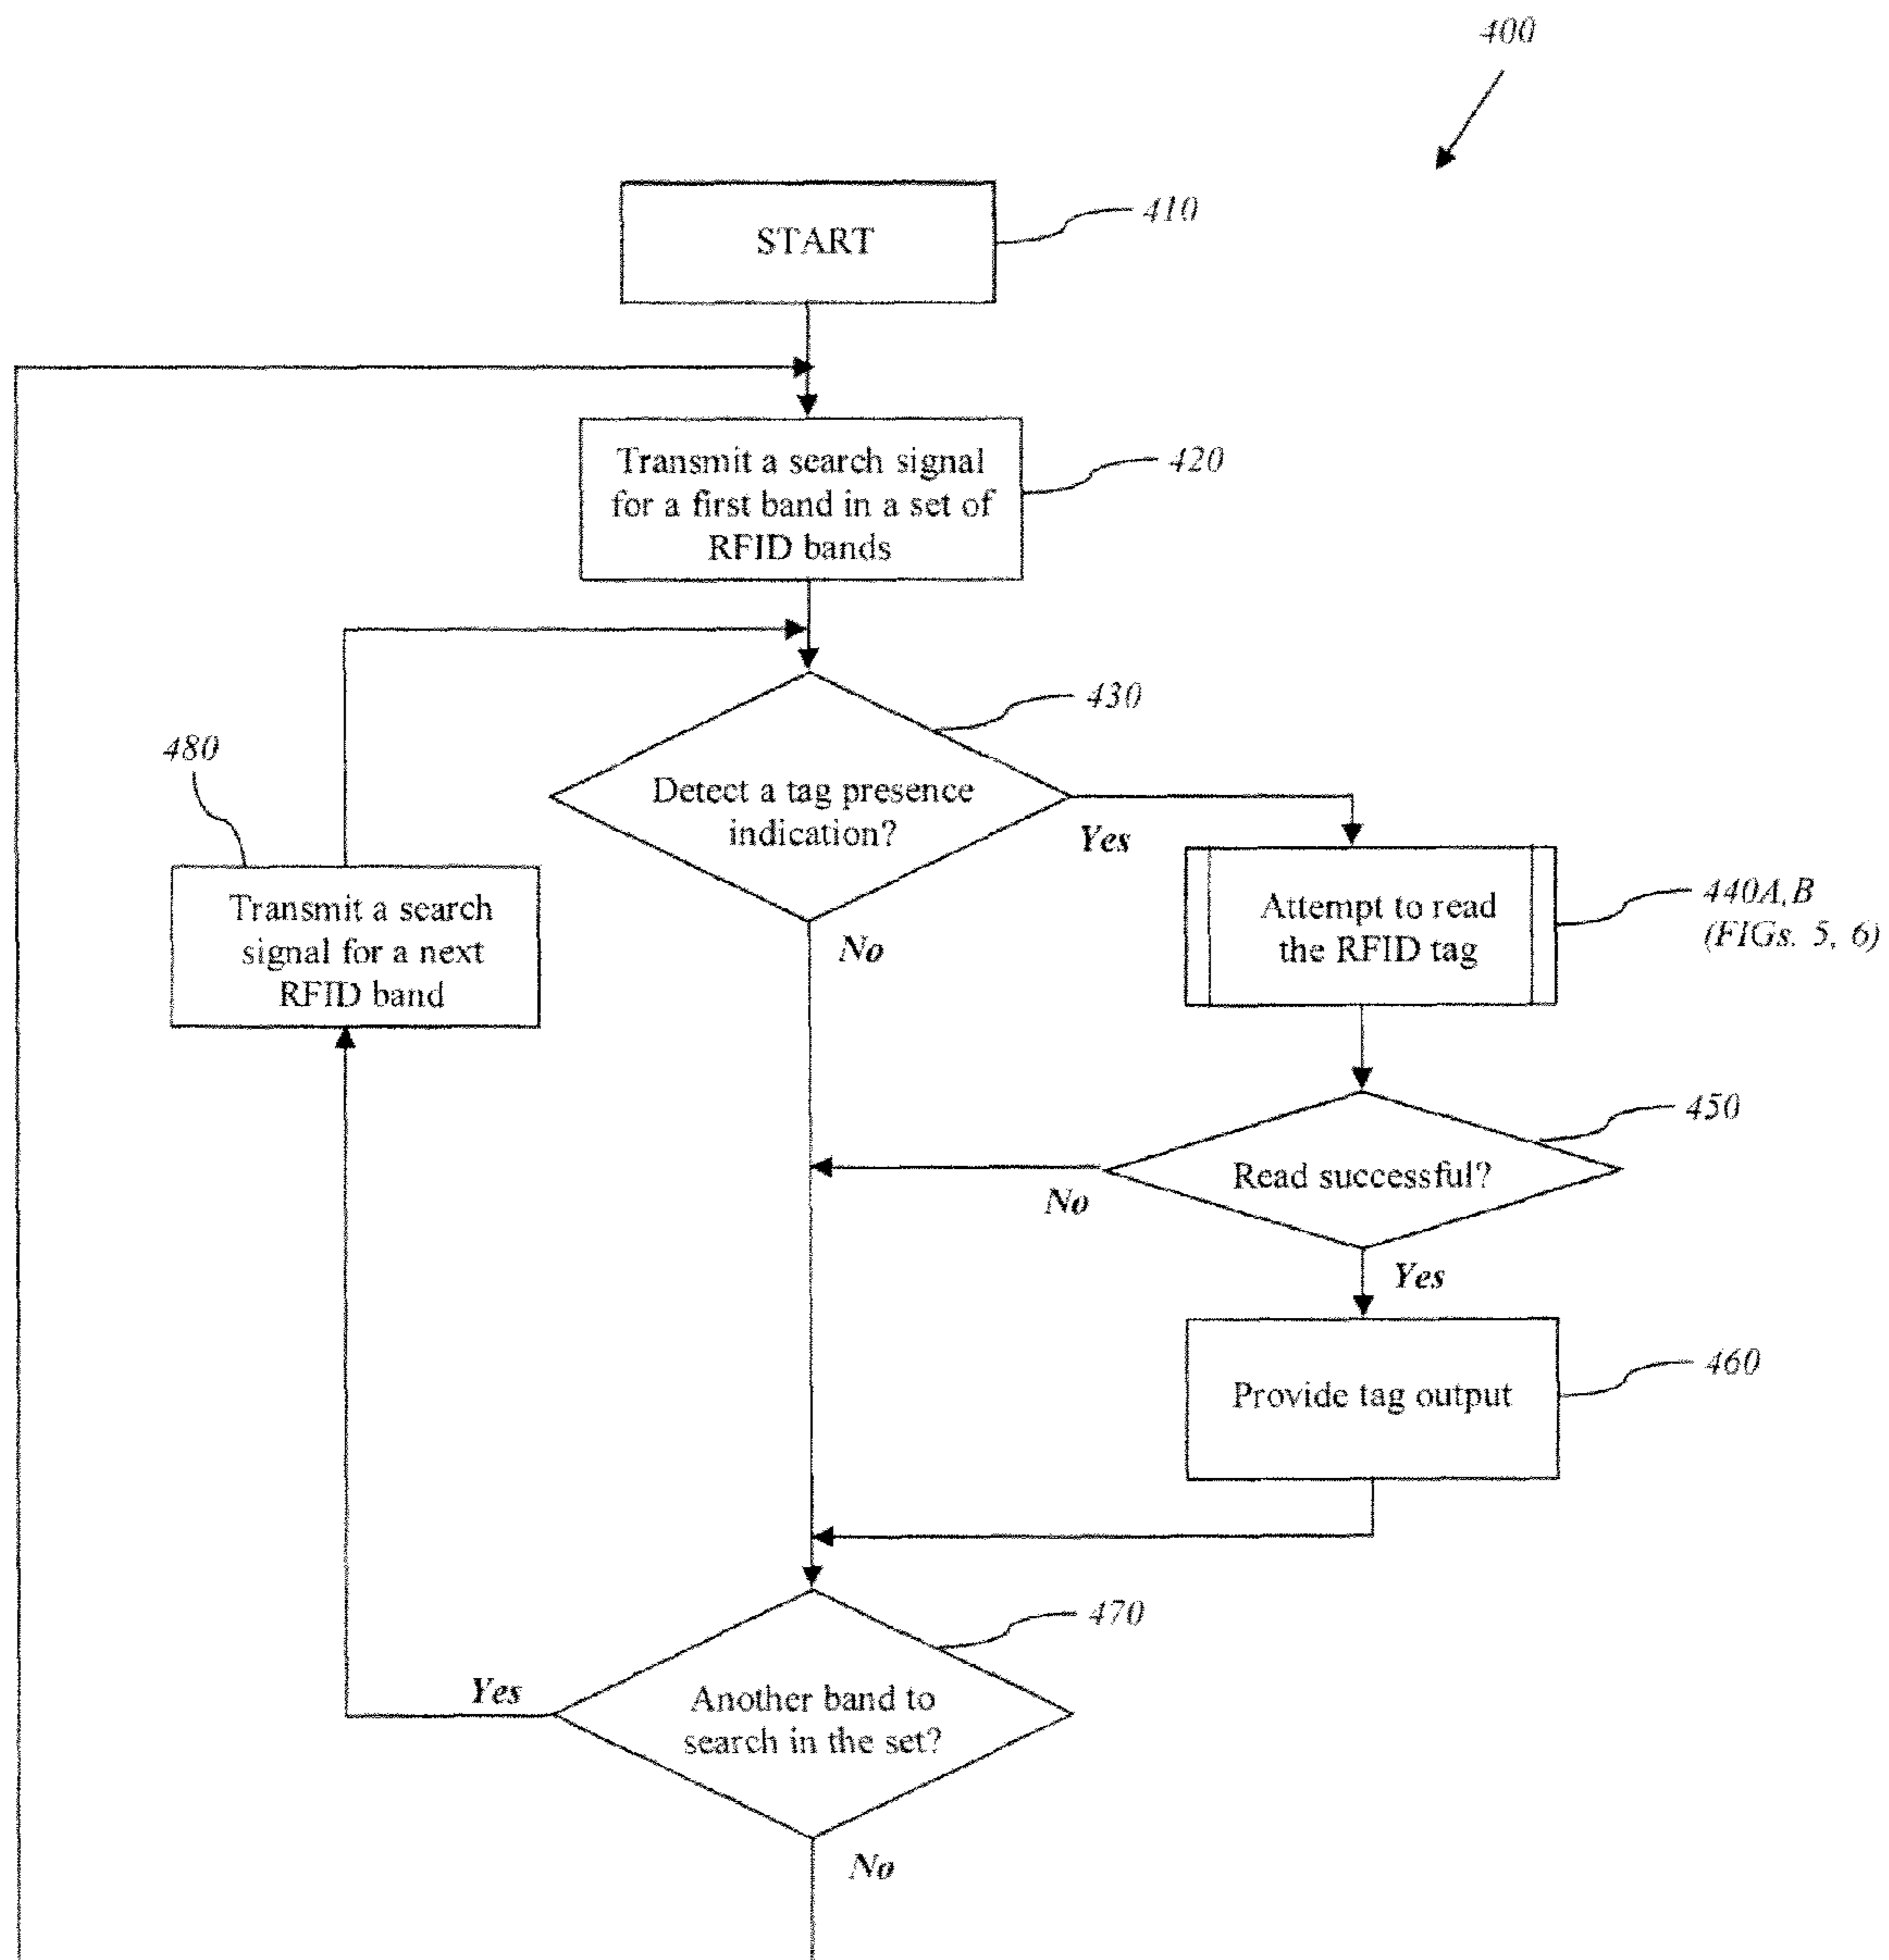 400
START
410
Transmit a search signal
for a first band in a set of
RFID bands
420
430
480
Detect a tag presence
indication?
Yes
No
Transmit a search
signal for a next
RFID band
Attempt to read
the RFID tag
440A,B
(FIGs. 5, 6)
450
Read successful?
No
Yes
460
Provide tag output
470
Yes
Another band to
search in the set?
No